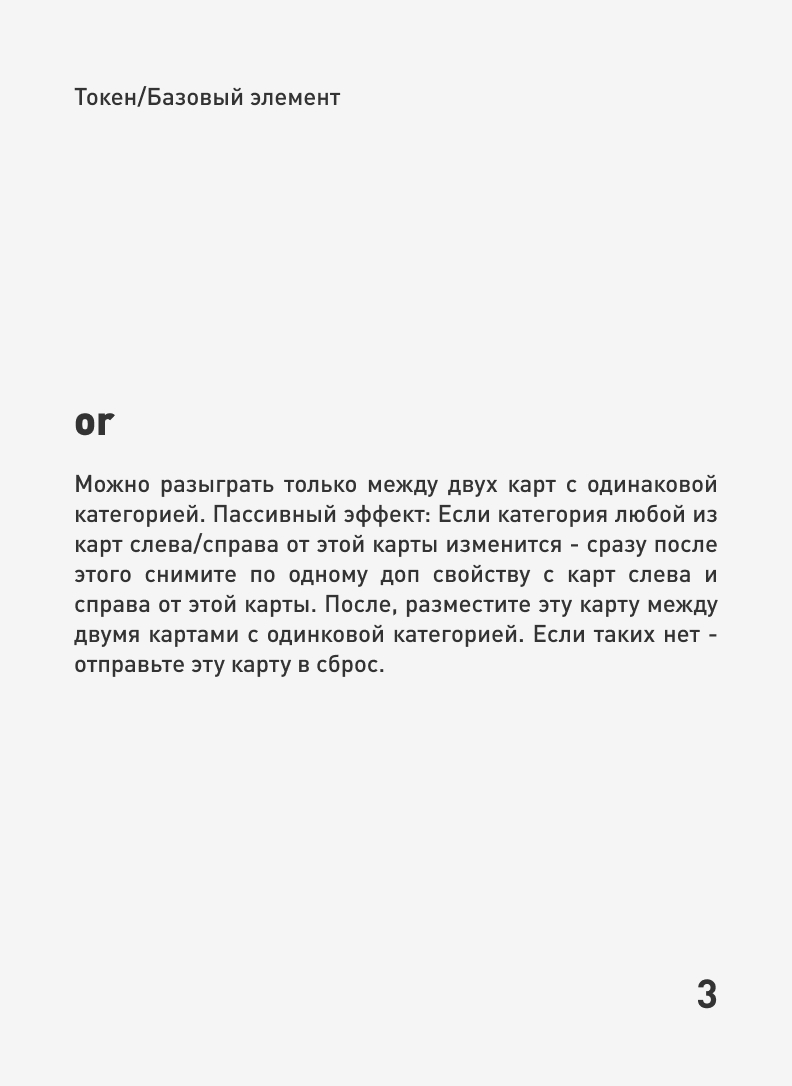 Токен/Базовый элемент
or
Можно разыграть только между двух карт с одинаковой
категорией. Пассивный эффект: Если категория любой из
карт слева/справа от этой карты изменится - сразу после
этого снимите по одному доп свойству с карт слева и
справа от этой карты. После, разместите эту карту между
двумя картами с одинковой категорией. Если таких нет -
отправьте эту карту в сброс.
3